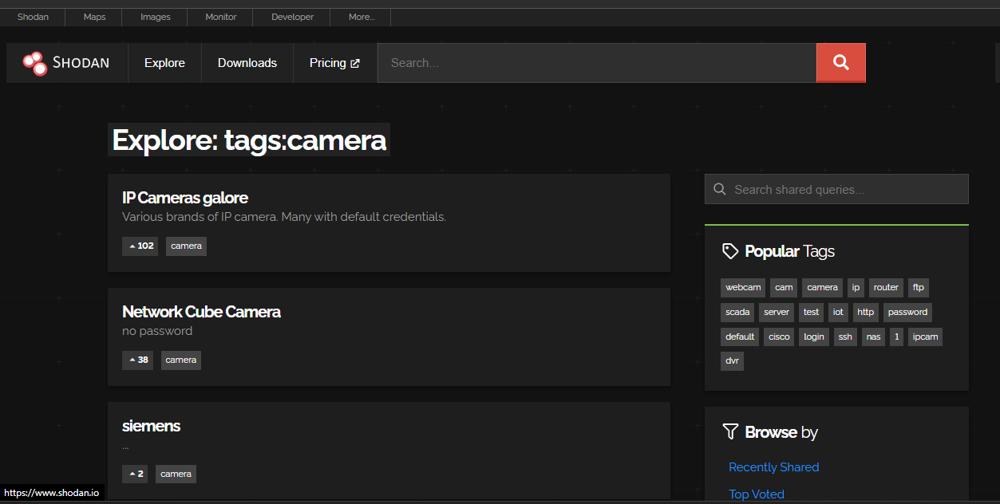 Shodan Maps Images Monitor Developer More...
SHODAN Explore Downloads Pricing Search...
Explore: tags:camera
IP Cameras galore
Various brands of IP camera. Many with default credentials.
102 camera
Network Cube Camera
no password
38 camera
siemens
...
2 camera
Search shared queries...
Popular Tags
webcam cam camera ip router ftp
scada server test iot http password
default cisco login ssh nas 1 ipcam
dvr
Browse by
Recently Shared
Top Voted
https://www.shodan.io